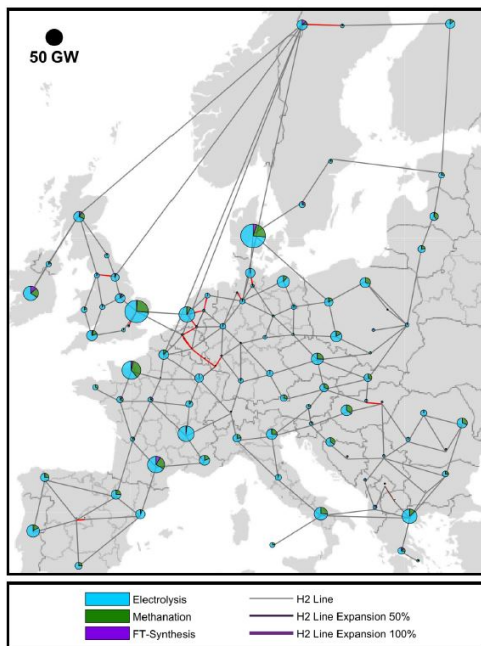 50 GW
Electrolysis
Methanation
FT-Synthesis
H2 Line
H2 Line Expansion 50%
H2 Line Expansion 100%